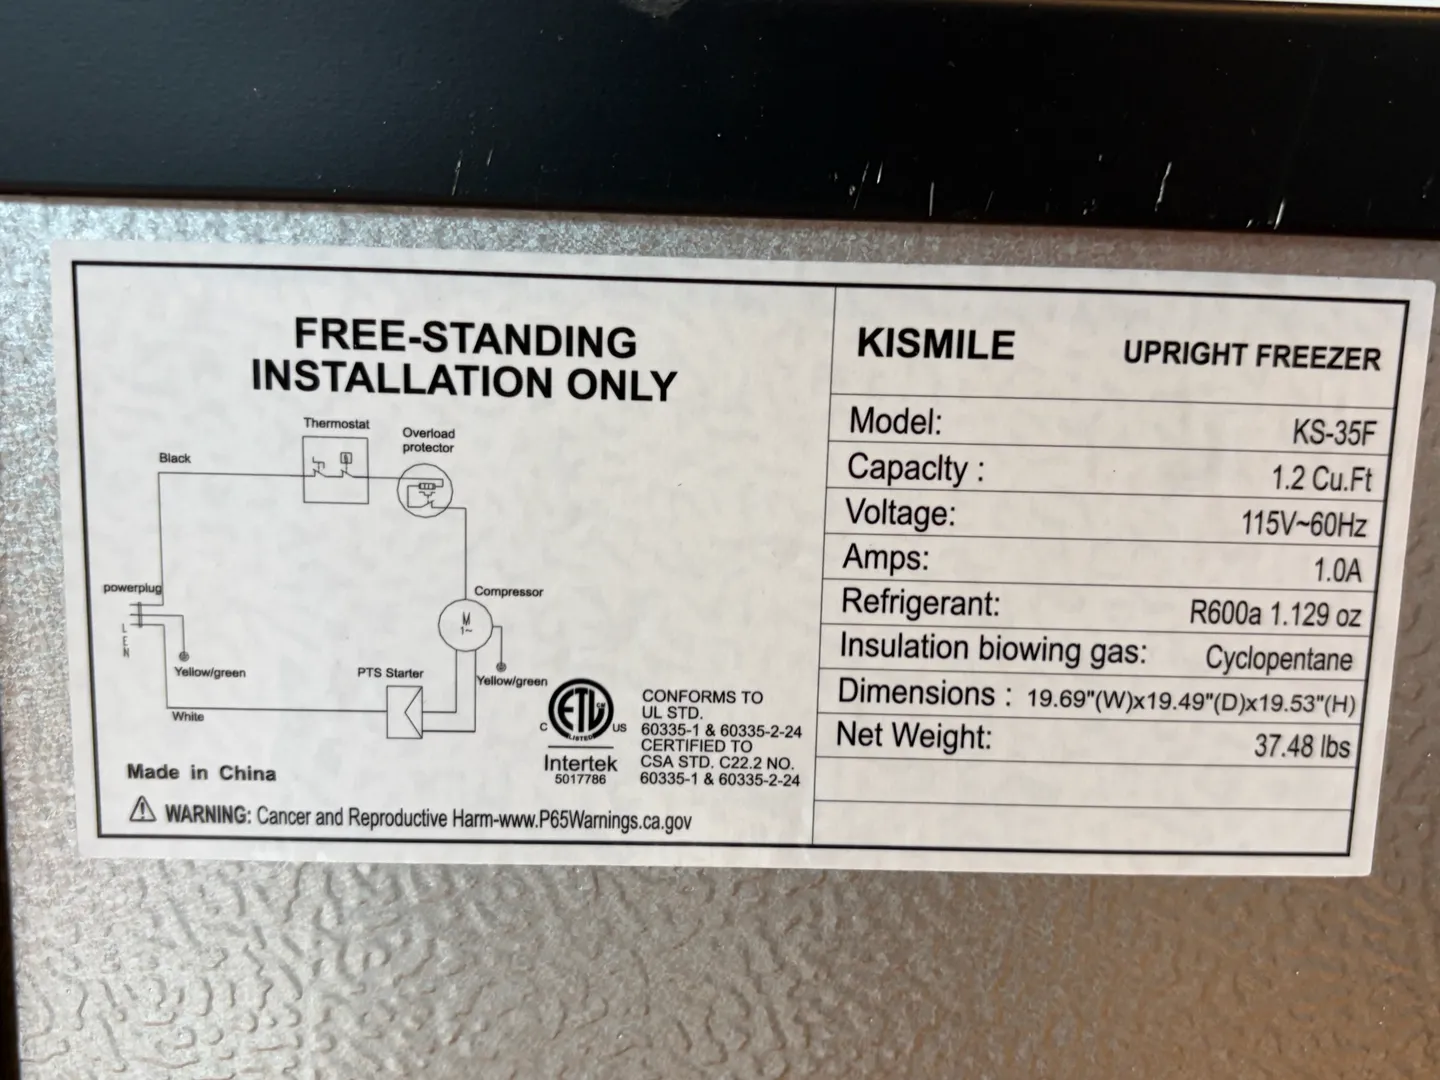 FREE-STANDING
INSTALLATION ONLY
Thermostat
Overload
protector
Black
powerplug
L
E
N
Yellow/green
White
Compressor
M
1~
PTS Starter
Yellow/green
Made in China
C ETL CM US
LISTED
Intertek
5017786
CONFORMS TO
UL STD.
60335-1 & 60335-2-24
CERTIFIED TO
CSA STD. C22.2 NO.
60335-1 & 60335-2-24
WARNING: Cancer and Reproductive Harm-www.P65Warnings.ca.gov
KISMILE UPRIGHT FREEZER
Model: KS-35F
Capaclty : 1.2 Cu.Ft
Voltage: 115V~60Hz
Amps: 1.0A
Refrigerant: R600a 1.129 oz
Insulation biowing gas: Cyclopentane
Dimensions : 19.69"(W)x19.49"(D)x19.53"(H)
Net Weight: 37.48 lbs